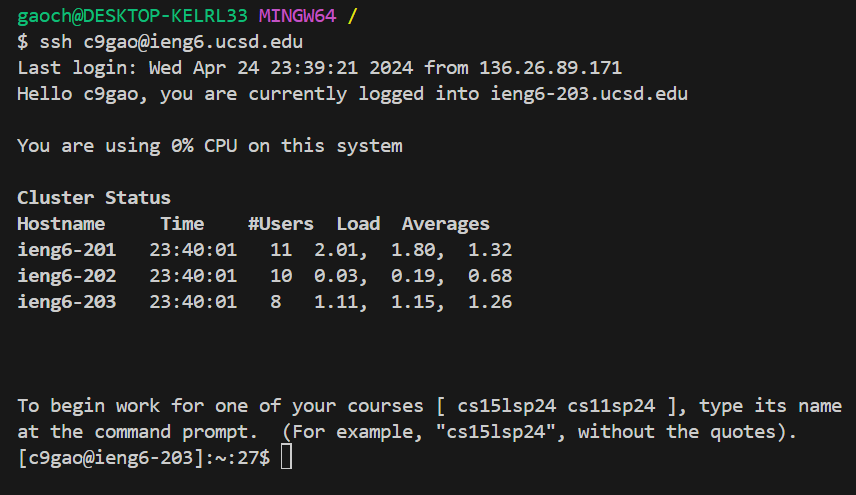 gaoch@DESKTOP-KELRL33 MINGW64 /
$ ssh c9gao@ieng6.ucsd.edu
Last login: Wed Apr 24 23:39:21 2024 from 136.26.89.171
Hello c9gao, you are currently logged into ieng6-203.ucsd.edu
You are using 0% CPU on this system
Cluster Status
Hostname     Time    #Users  Load  Averages
ieng6-201   23:40:01   11  2.01,  1.80,  1.32
ieng6-202   23:40:01   10  0.03,  0.19,  0.68
ieng6-203   23:40:01   8   1.11,  1.15,  1.26
To begin work for one of your courses [ cs15lsp24 cs11sp24 ], type its name
at the command prompt.  (For example, "cs15lsp24", without the quotes).
[c9gao@ieng6-203]:~:27$